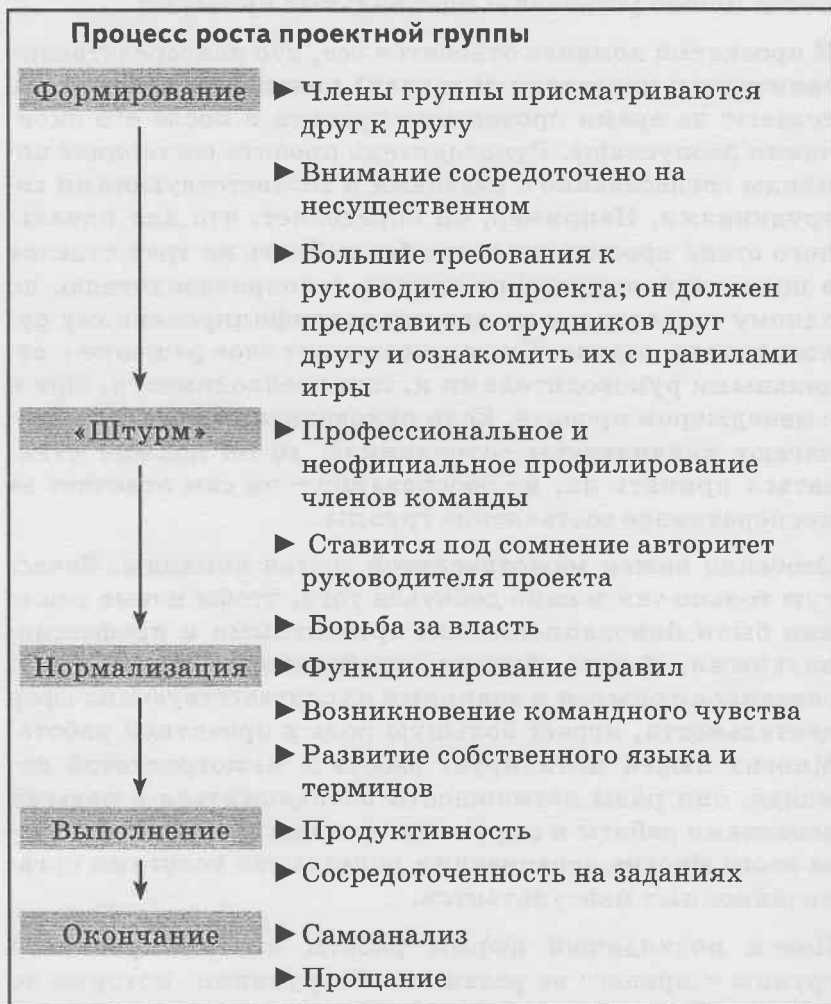 Процесс роста проектной группы
Формирование
▶ Члены группы присматриваются
друг к другу
▶ Внимание сосредоточено на
несущественном
▶ Большие требования к
руководителю проекта; он должен
представить сотрудников друг
другу и ознакомить их с правилами
игры
«Штурм»
▶ Профессиональное и
неофициальное профилирование
членов команды
▶ Ставится под сомнение авторитет
руководителя проекта
▶ Борьба за власть
Нормализация
▶ Функционирование правил
▶ Возникновение командного чувства
▶ Развитие собственного языка и
терминов
Выполнение
▶ Продуктивность
▶ Сосредоточенность на заданиях
Окончание
▶ Самоанализ
▶ Прощание